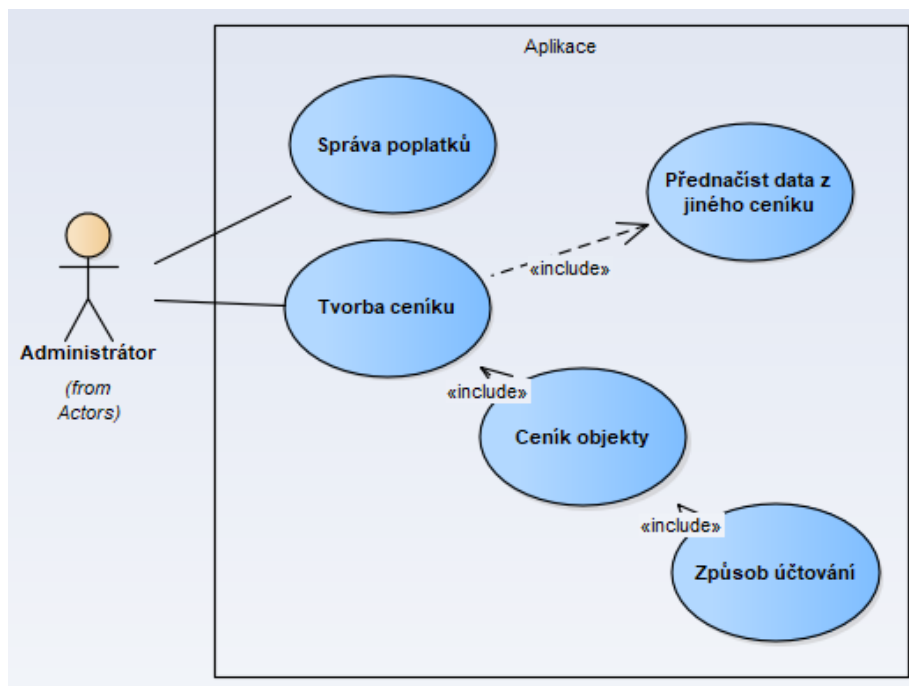 Aplikace
Správa poplatků
Přednačíst data z
jiného ceníku
«include»
Tvorba ceníku
Administrátor
(from
Actors)
«include»
Ceník objekty
«include»
Způsob účtování